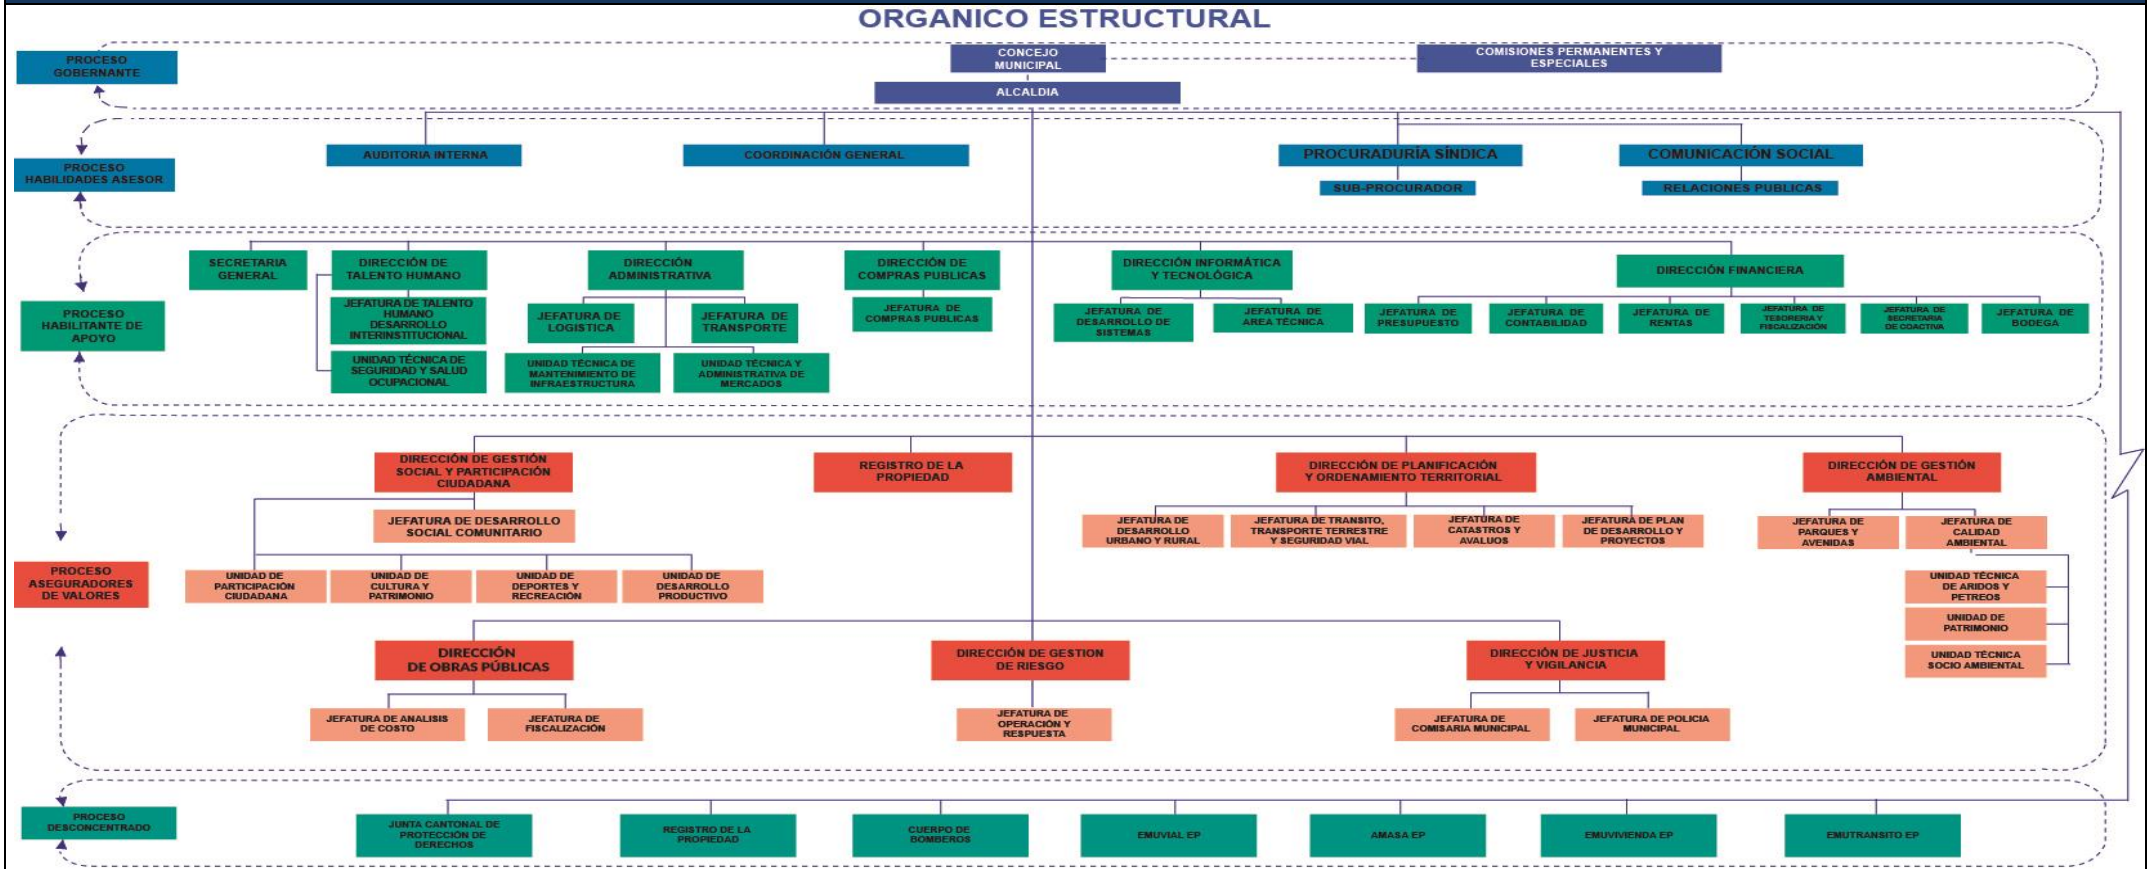 ORGANICO ESTRUCTURAL
PROCESO
GOBERNANTE
CONCEJO
MUNICIPAL
COMISIONES PERMANENTES Y
ESPECIALES
ALCALDIA
PROCESO
HABILIDADES ASESOR
AUDITORIA INTERNA
COORDINACIÓN GENERAL
PROCURADURÍA SÍNDICA
COMUNICACIÓN SOCIAL
SUB-PROCURADOR
RELACIONES PUBLICAS
PROCESO
HABILITANTE DE
APOYO
SECRETARIA
GENERAL
DIRECCIÓN DE
TALENTO HUMANO
DIRECCIÓN
ADMINISTRATIVA
DIRECCIÓN DE
COMPRAS PUBLICAS
DIRECCIÓN INFORMÁTICA
Y TECNOLÓGICA
DIRECCIÓN FINANCIERA
JEFATURA DE TALENTO
HUMANO
DESARROLLO
INTERINSTITUCIONAL
JEFATURA DE
LOGISTICA
JEFATURA DE
TRANSPORTE
JEFATURA DE
COMPRAS PUBLICAS
JEFATURA DE
DESARROLLO DE
SISTEMAS
JEFATURA DE
AREA TÉCNICA
JEFATURA DE
PRESUPUESTO
JEFATURA DE
CONTABILIDAD
JEFATURA DE
RENTAS
JEFATURA DE
TESORERIA Y
FISCALIZACIÓN
JEFATURA DE
SECRETARIA
DE COACTIVA
JEFATURA DE
BODEGA
UNIDAD TÉCNICA DE
SEGURIDAD Y SALUD
OCUPACIONAL
UNIDAD TÉCNICA DE
MANTENIMIENTO DE
INFRAESTRUCTURA
UNIDAD TÉCNICA Y
ADMINISTRATIVA DE
MERCADOS
PROCESO
ASEGURADORES
DE VALORES
DIRECCIÓN DE GESTIÓN
SOCIAL Y PARTICIPACIÓN
CIUDADANA
REGISTRO DE LA
PROPIEDAD
DIRECCIÓN DE PLANIFICACIÓN
Y ORDENAMIENTO TERRITORIAL
DIRECCIÓN DE GESTIÓN
AMBIENTAL
JEFATURA DE DESARROLLO
SOCIAL COMUNITARIO
JEFATURA DE
DESARROLLO
URBANO Y RURAL
JEFATURA DE TRANSITO,
TRANSPORTE TERRESTRE
Y SEGURIDAD VIAL
JEFATURA DE
CATASTROS Y
AVALUOS
JEFATURA DE PLAN
DE DESARROLLO Y
PROYECTOS
JEFATURA DE
PARQUES Y
AVENIDAS
JEFATURA DE
CALIDAD
AMBIENTAL
UNIDAD DE
PARTICIPACIÓN
CIUDADANA
UNIDAD DE
CULTURA Y
PATRIMONIO
UNIDAD DE
DEPORTES Y
RECREACIÓN
UNIDAD DE
DESARROLLO
PRODUCTIVO
UNIDAD TÉCNICA
DE ARIDOS Y
PETREOS
UNIDAD DE
PATRIMONIO
UNIDAD TÉCNICA
SOCIO AMBIENTAL
DIRECCIÓN
DE OBRAS PÚBLICAS
DIRECCIÓN DE GESTION
DE RIESGO
DIRECCIÓN DE JUSTICIA
Y VIGILANCIA
JEFATURA DE ANALISIS
DE COSTO
JEFATURA DE
FISCALIZACIÓN
JEFATURA DE
OPERACIÓN Y
RESPUESTA
JEFATURA DE
COMISARIA MUNICIPAL
JEFATURA DE POLICIA
MUNICIPAL
PROCESO
DESCONCENTRADO
JUNTA CANTONAL DE
PROTECCIÓN DE
DERECHOS
REGISTRO DE LA
PROPIEDAD
CUERPO DE
BOMBEROS
EMUVIAL EP
AMASA EP
EMUVIVIENDA EP
EMUTRANSITO EP